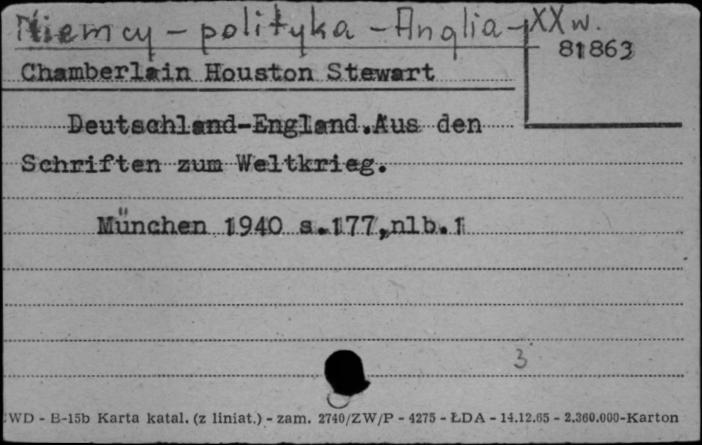 Niemcy - polityka - Anglia - XX w.
81863
Chamberlain Houston Stewart
Deutschland-England.Aus den
Schriften zum Weltkrieg.
München 1940 s.177,nlb.1
3
WD - B-15b Karta katal. (z liniat.) - zam. 2740/ZW/P - 4275 - ŁDA - 14.12.65 - 2.360.000-Karton